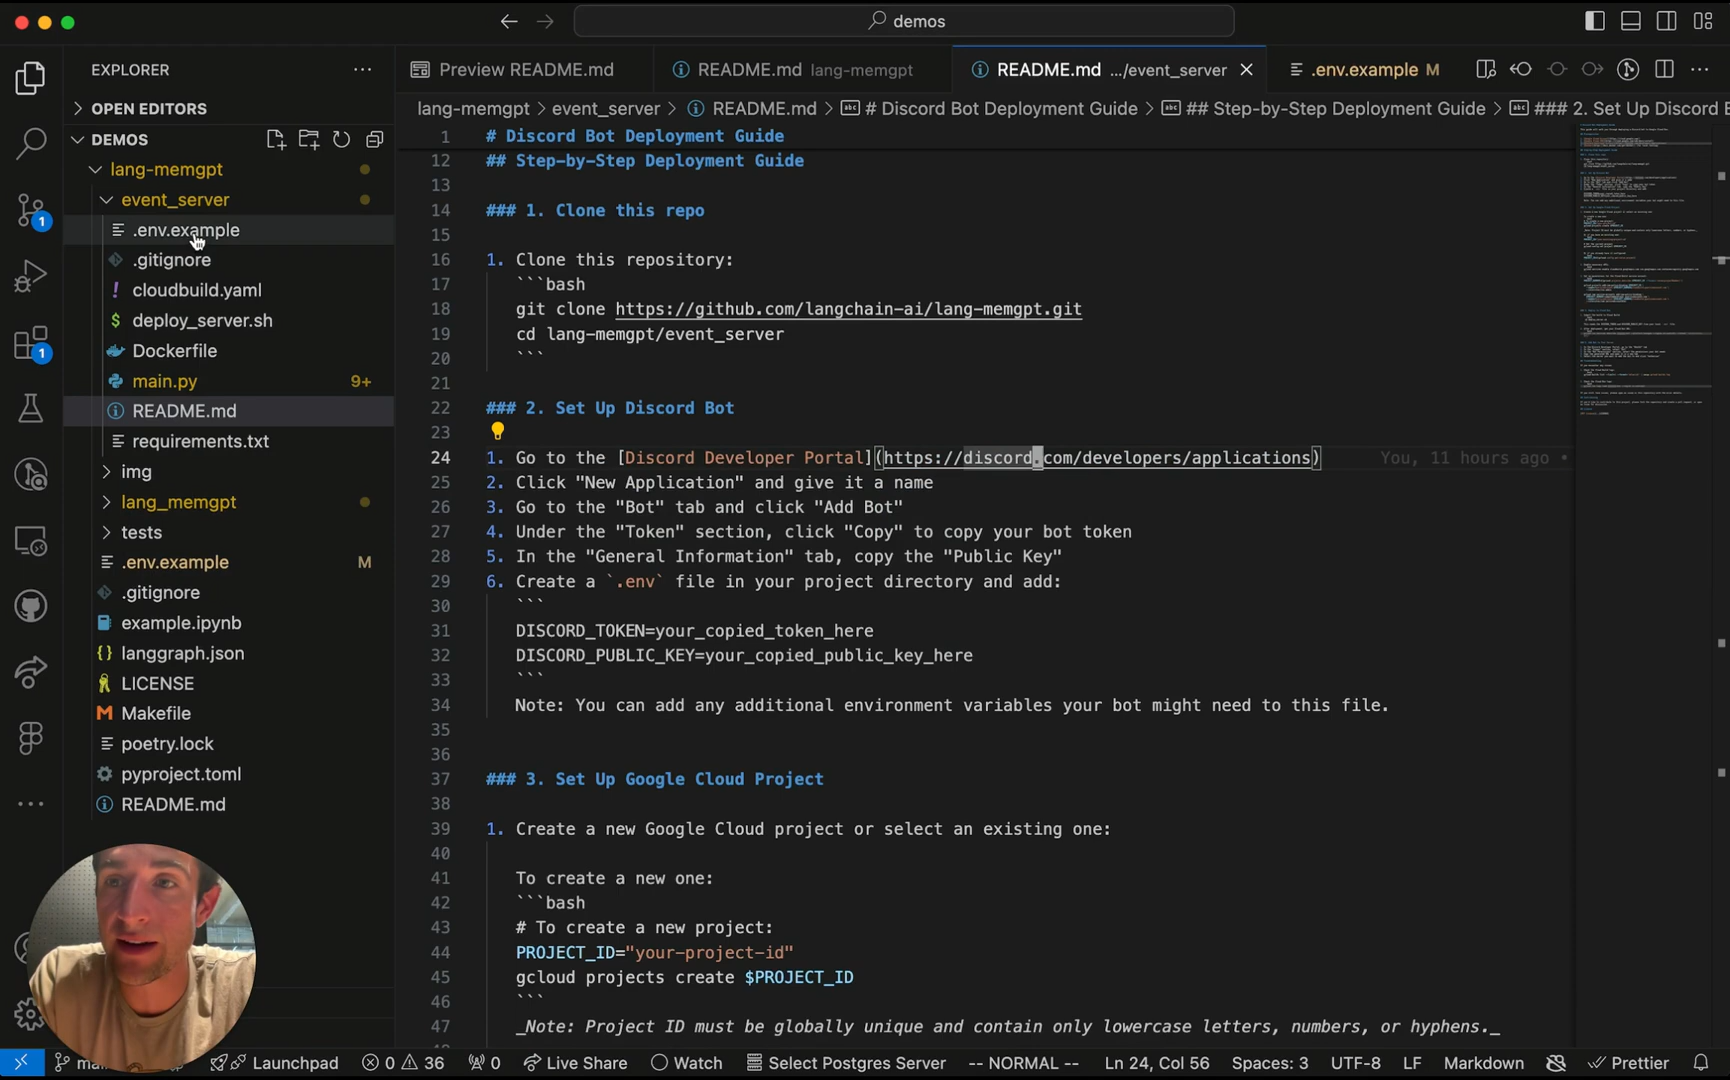 demos
EXPLORER
OPEN EDITORS
DEMOS
lang-memgpt
event_server
.env.example
.gitignore
cloudbuild.yaml
deploy_server.sh
Dockerfile
main.py 9+
README.md
requirements.txt
img
lang_memgpt
tests
.env.example M
.gitignore
example.ipynb
langgraph.json
LICENSE
Makefile
poetry.lock
pyproject.toml
README.md
1
1
Preview README.md
README.md lang-memgpt
README.md .../event_server
.env.example M
lang-memgpt > event_server > README.md > # Discord Bot Deployment Guide > ## Step-by-Step Deployment Guide > ### 2. Set Up Discord B
1 # Discord Bot Deployment Guide
12 ## Step-by-Step Deployment Guide
13
14 ### 1. Clone this repo
15
16 1. Clone this repository:
17 ```bash
18 git clone https://github.com/langchain-ai/lang-memgpt.git
19 cd lang-memgpt/event_server
20 ```
21
22 ### 2. Set Up Discord Bot
23
24 1. Go to the [Discord Developer Portal](https://discord.com/developers/applications) You, 11 hours ago •
25 2. Click "New Application" and give it a name
26 3. Go to the "Bot" tab and click "Add Bot"
27 4. Under the "Token" section, click "Copy" to copy your bot token
28 5. In the "General Information" tab, copy the "Public Key"
29 6. Create a `.env` file in your project directory and add:
30 ```
31 DISCORD_TOKEN=your_copied_token_here
32 DISCORD_PUBLIC_KEY=your_copied_public_key_here
33 ```
34 Note: You can add any additional environment variables your bot might need to this file.
35
36
37 ### 3. Set Up Google Cloud Project
38
39 1. Create a new Google Cloud project or select an existing one:
40
41 To create a new one:
42 ```bash
43 # To create a new project:
44 PROJECT_ID="your-project-id"
45 gcloud projects create $PROJECT_ID
46 ```
47 _Note: Project ID must be globally unique and contain only lowercase letters, numbers, or hyphens._
Launchpad 0 36 0 Live Share Watch Select Postgres Server -- NORMAL -- Ln 24, Col 56 Spaces: 3 UTF-8 LF Markdown Prettier